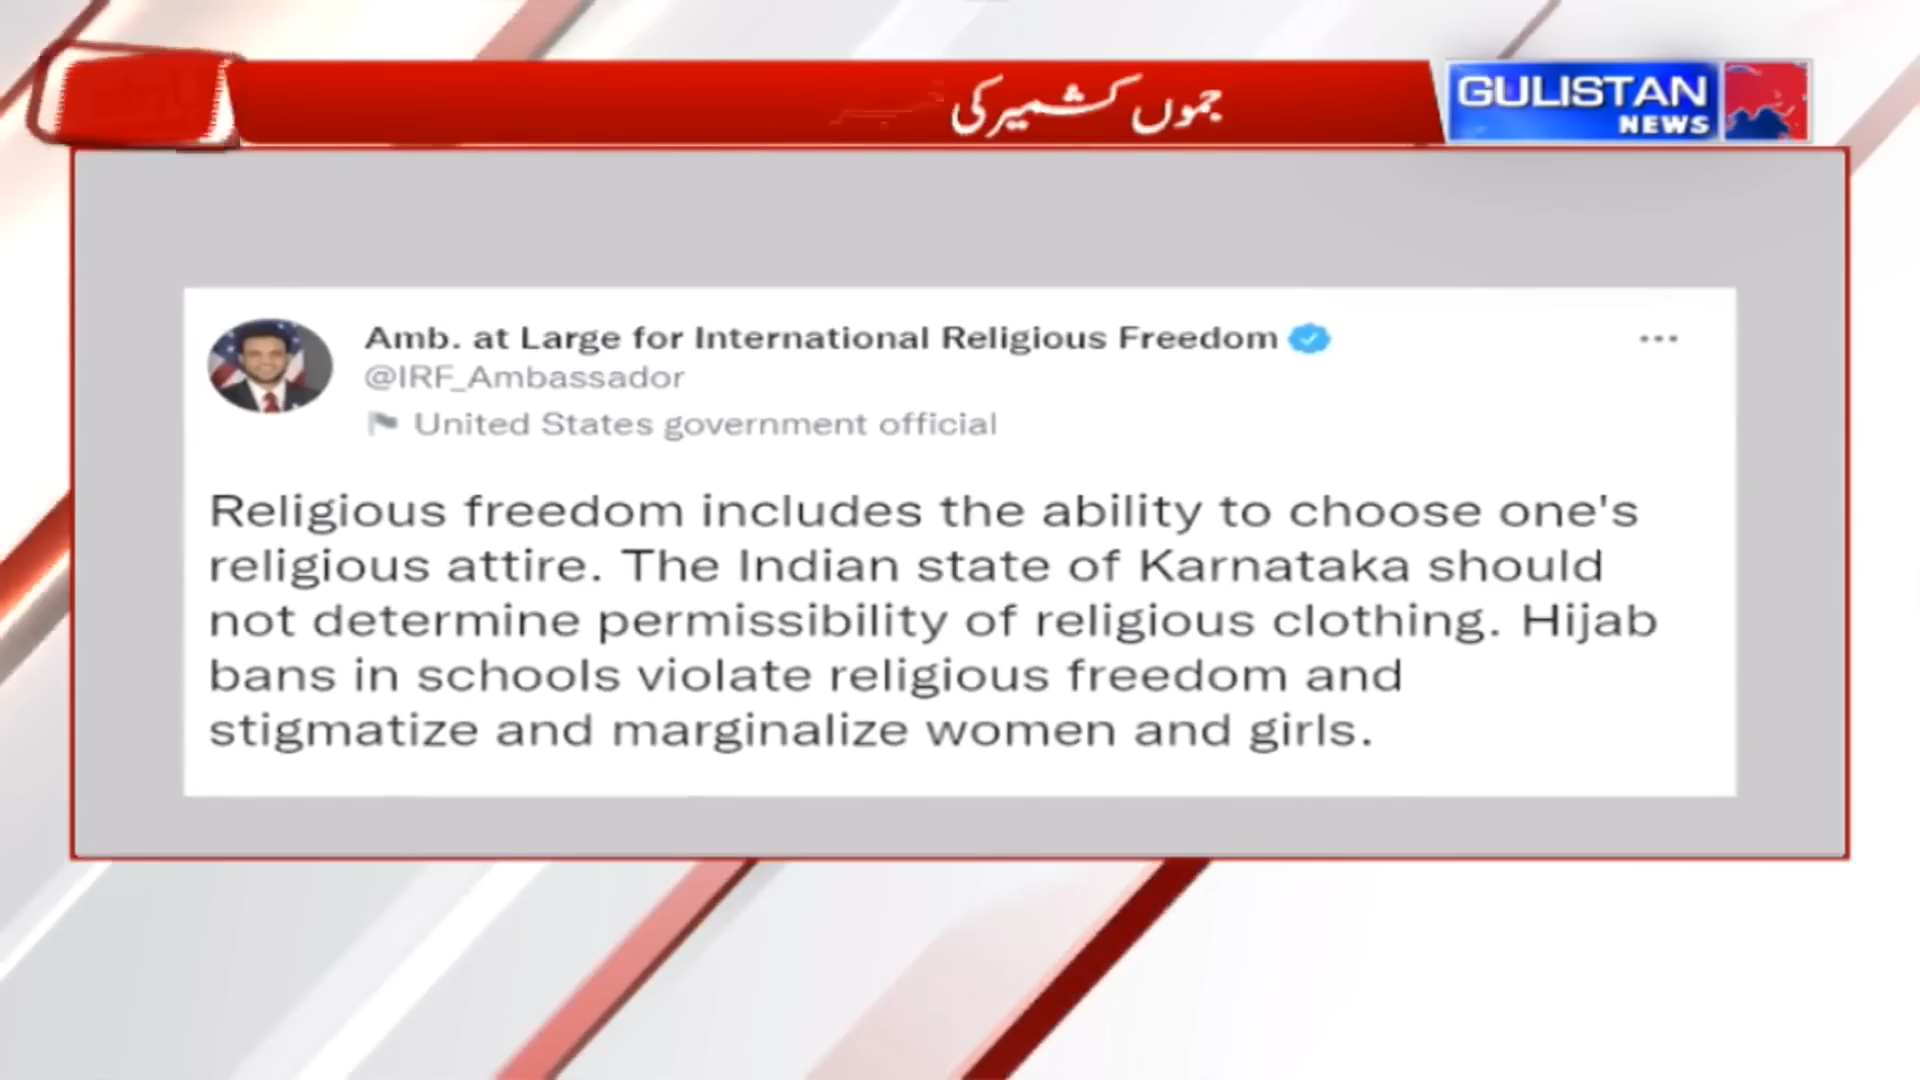 جموں کشمیر کی
GULISTAN
NEWS
Amb. at Large for International Religious Freedom
@IRF_Ambassador
United States government official
Religious freedom includes the ability to choose one's
religious attire. The Indian state of Karnataka should
not determine permissibility of religious clothing. Hijab
bans in schools violate religious freedom and
stigmatize and marginalize women and girls.